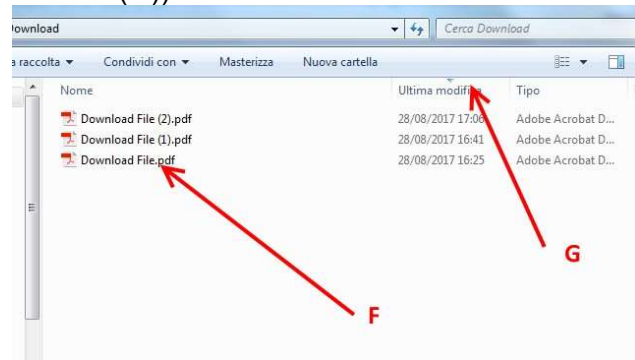 Download
Cerca Download
raccolta
Condividi con
Masterizza
Nuova cartella
Nome
Ultima modifica
Tipo
Download File (2).pdf
28/08/2017 17:06
Adobe Acrobat D...
Download File (1).pdf
28/08/2017 16:41
Adobe Acrobat D...
Download File.pdf
28/08/2017 16:25
Adobe Acrobat D...
G
F